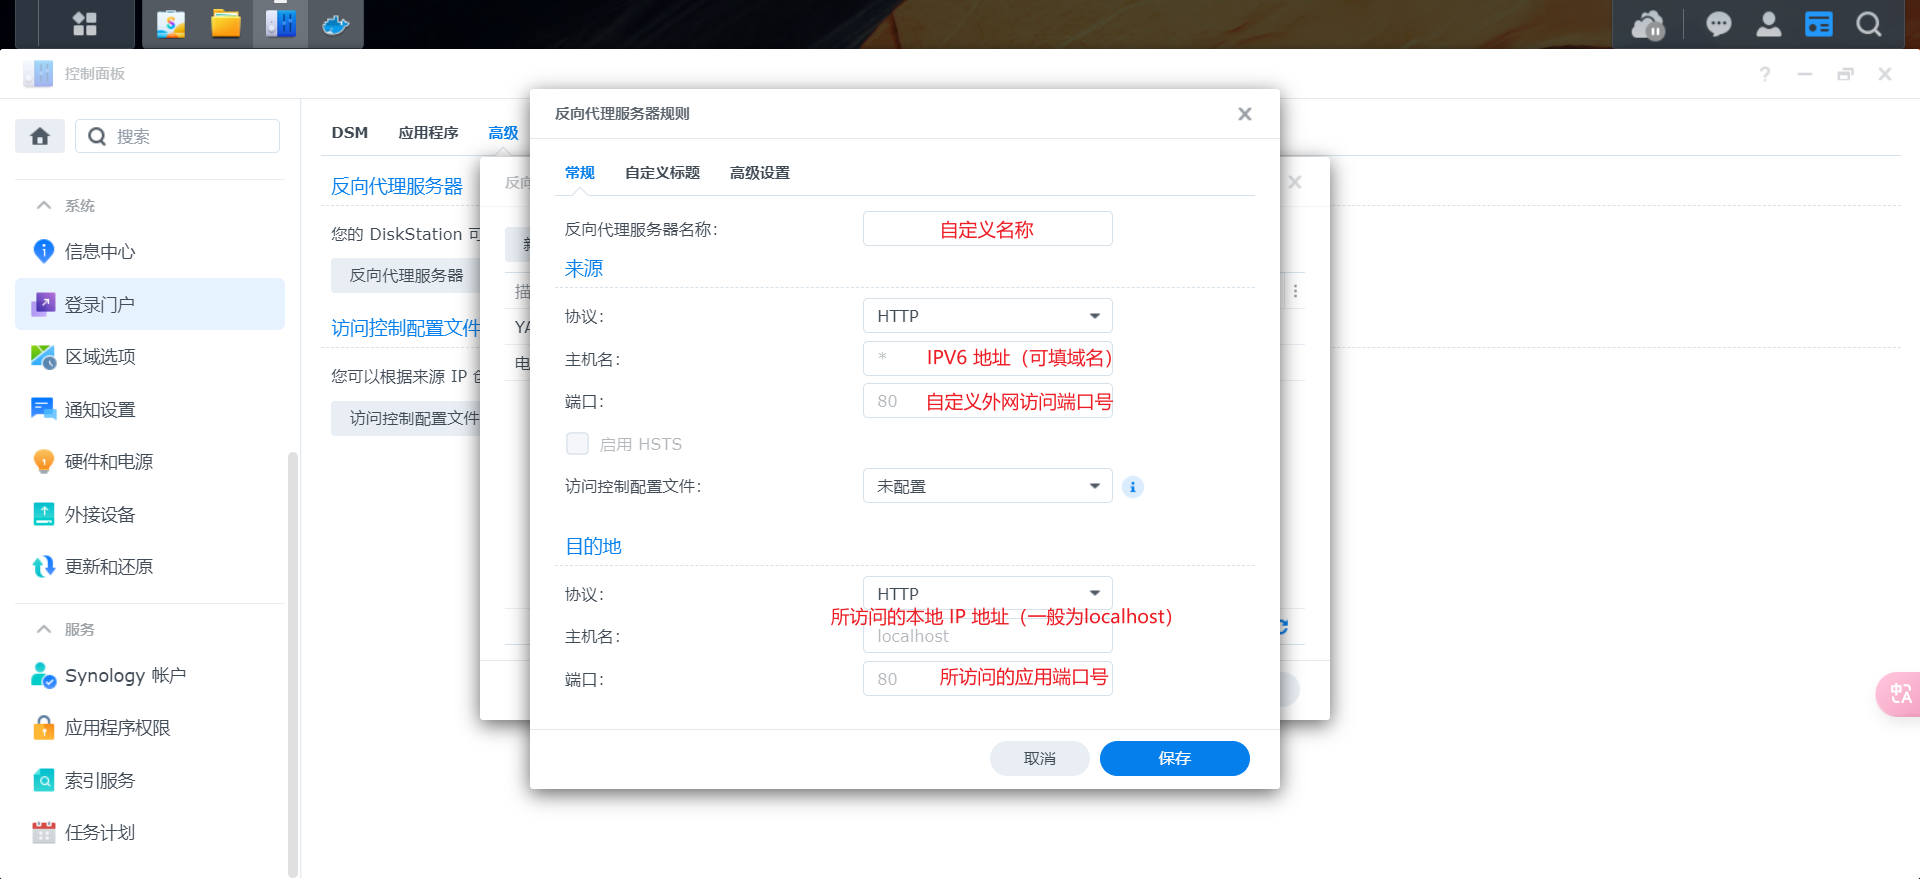 控制面板
搜索
系统
信息中心
登录门户
区域选项
通知设置
硬件和电源
外接设备
更新和还原
服务
Synology 帐户
应用程序权限
索引服务
任务计划
DSM 应用程序 高级
反向代理服务器
您的 DiskStation 可
反向代理服务器
访问控制配置文件
您可以根据来源 IP
访问控制配置文件
反向
描
YA
电
反向代理服务器规则
常规 自定义标题 高级设置
反向代理服务器名称： 自定义名称
来源
协议： HTTP
主机名： * IPV6 地址（可填域名）
端口： 80 自定义外网访问端口号
启用 HSTS
访问控制配置文件： 未配置
目的地
协议： HTTP
所访问的本地 IP 地址（一般为localhost）
主机名： localhost
端口： 80 所访问的应用端口号
取消 保存
中A